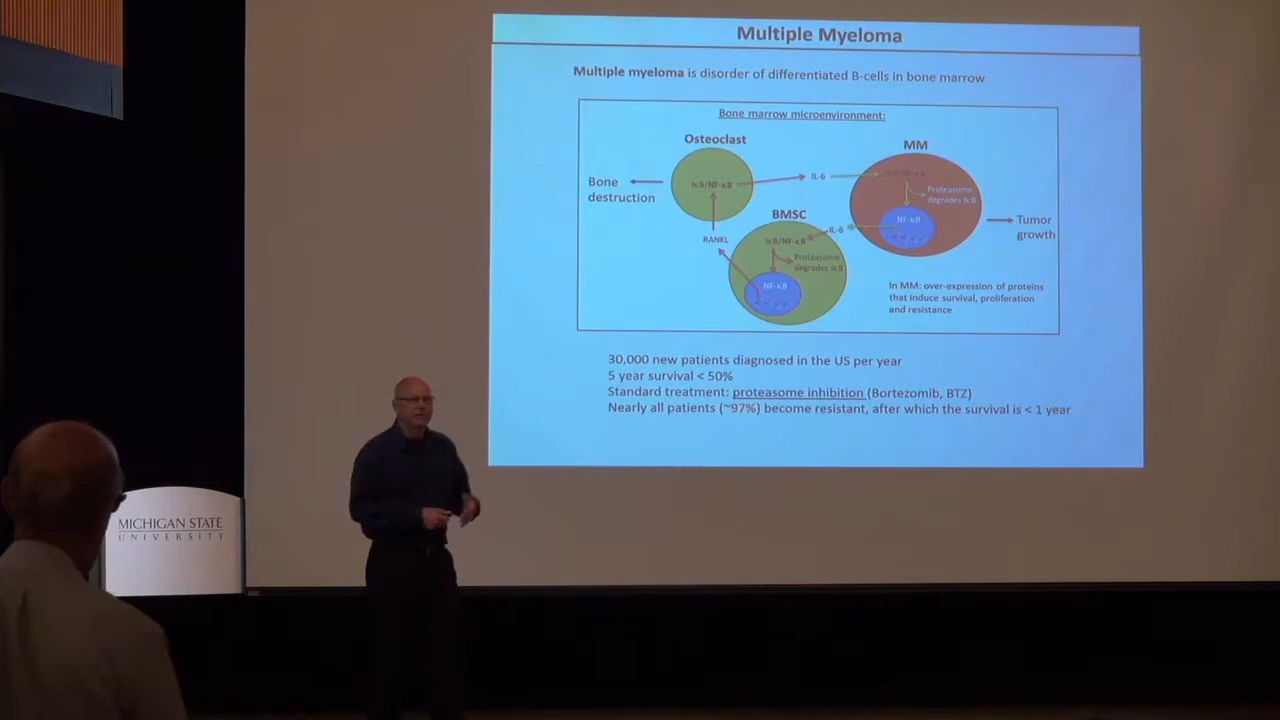 Multiple Myeloma
Multiple myeloma is disorder of differentiated B-cells in bone marrow
Bone marrow microenvironment:
Osteoclast
MM
IκB/NF-κB
IL-6
Bone
destruction
Proteasome
degrades IκB
NF-κB
Tumor
growth
BMSC
IL-6
RANKL
IκB/NF-κB
Proteasome
degrades IκB
NF-κB
In MM: over-expression of proteins
that induce survival, proliferation
and resistance
30,000 new patients diagnosed in the US per year
5 year survival < 50%
Standard treatment: proteasome inhibition (Bortezomib, BTZ)
Nearly all patients (~97%) become resistant, after which the survival is < 1 year
MICHIGAN STATE
UNIVERSITY